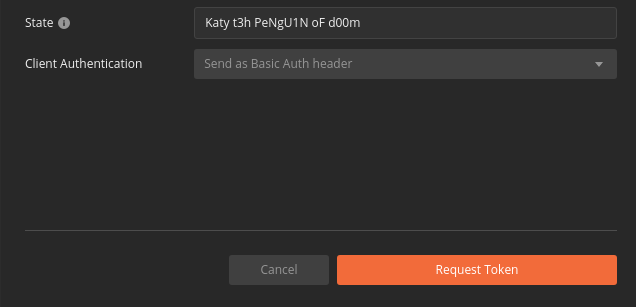 State
Katy t3h PeNgU1N oF d00m
Client Authentication
Send as Basic Auth header
Cancel
Request Token